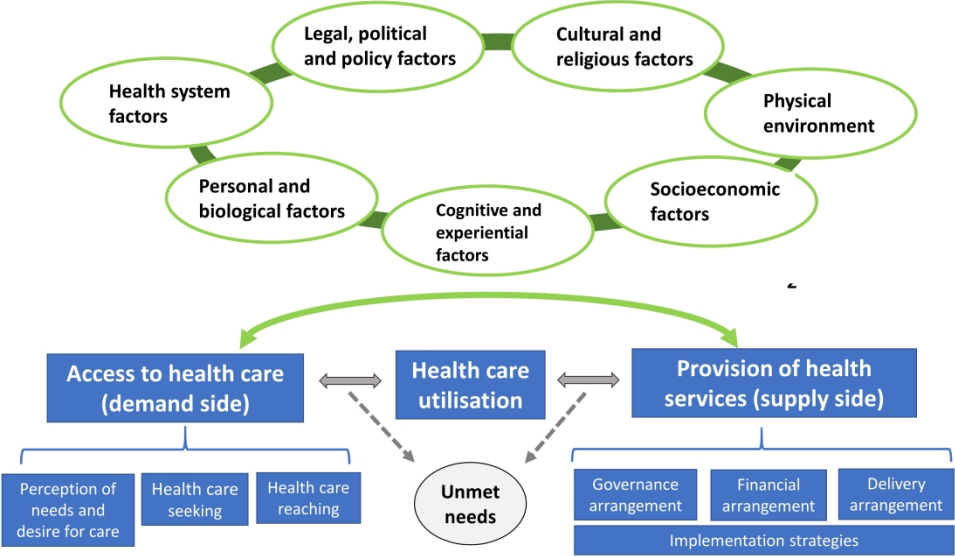 Legal, political
and policy factors
Cultural and
religious factors
Health system
factors
Physical
environment
Personal and
biological factors
Cognitive and
experiential
factors
Socioeconomic
factors
Access to health care
(demand side)
Health care
utilisation
Provision of health
services (supply side)
Perception of
needs and
desire for care
Health care
seeking
Health care
reaching
Unmet
needs
Governance
arrangement
Financial
arrangement
Delivery
arrangement
Implementation strategies